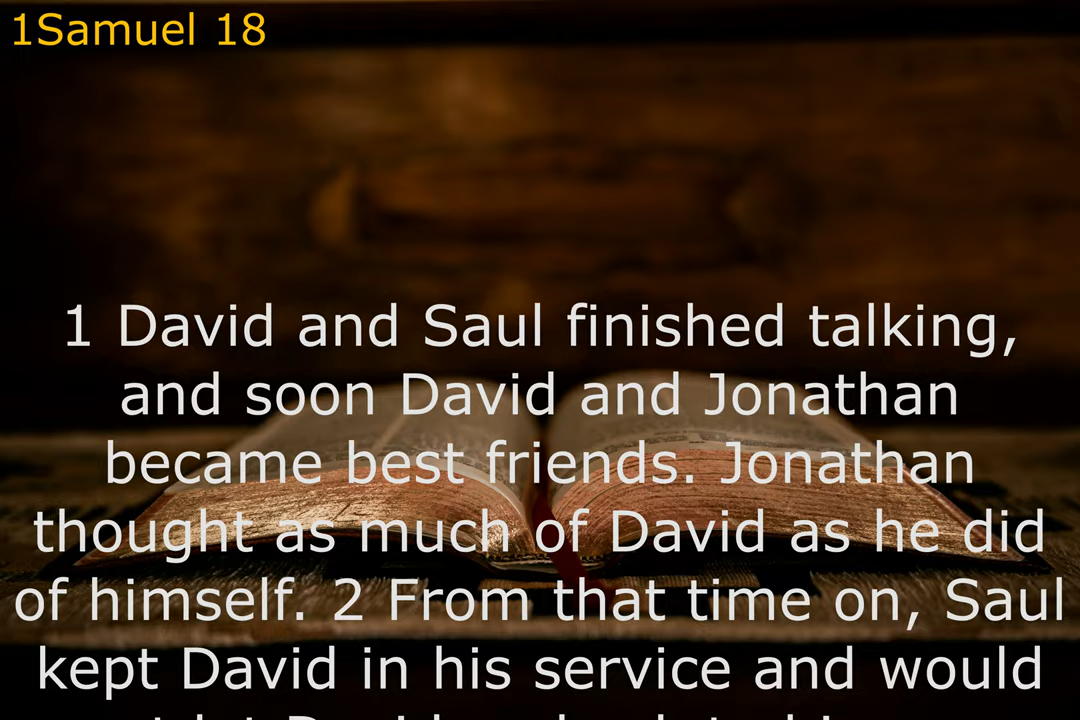 1Samuel 18
1 David and Saul finished talking,
and soon David and Jonathan
became best friends. Jonathan
thought as much of David as he did
of himself. 2 From that time on, Saul
kept David in his service and would